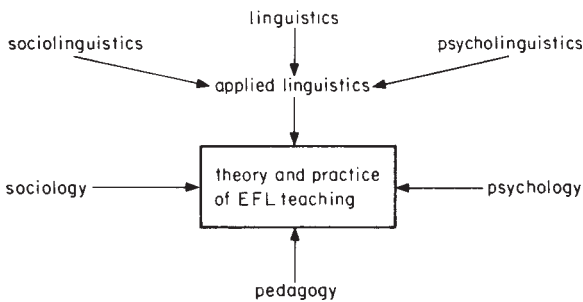 linguistics
sociolinguistics
psycholinguistics
applied linguistics
theory and practice
of EFL teaching
sociology
psychology
pedagogy